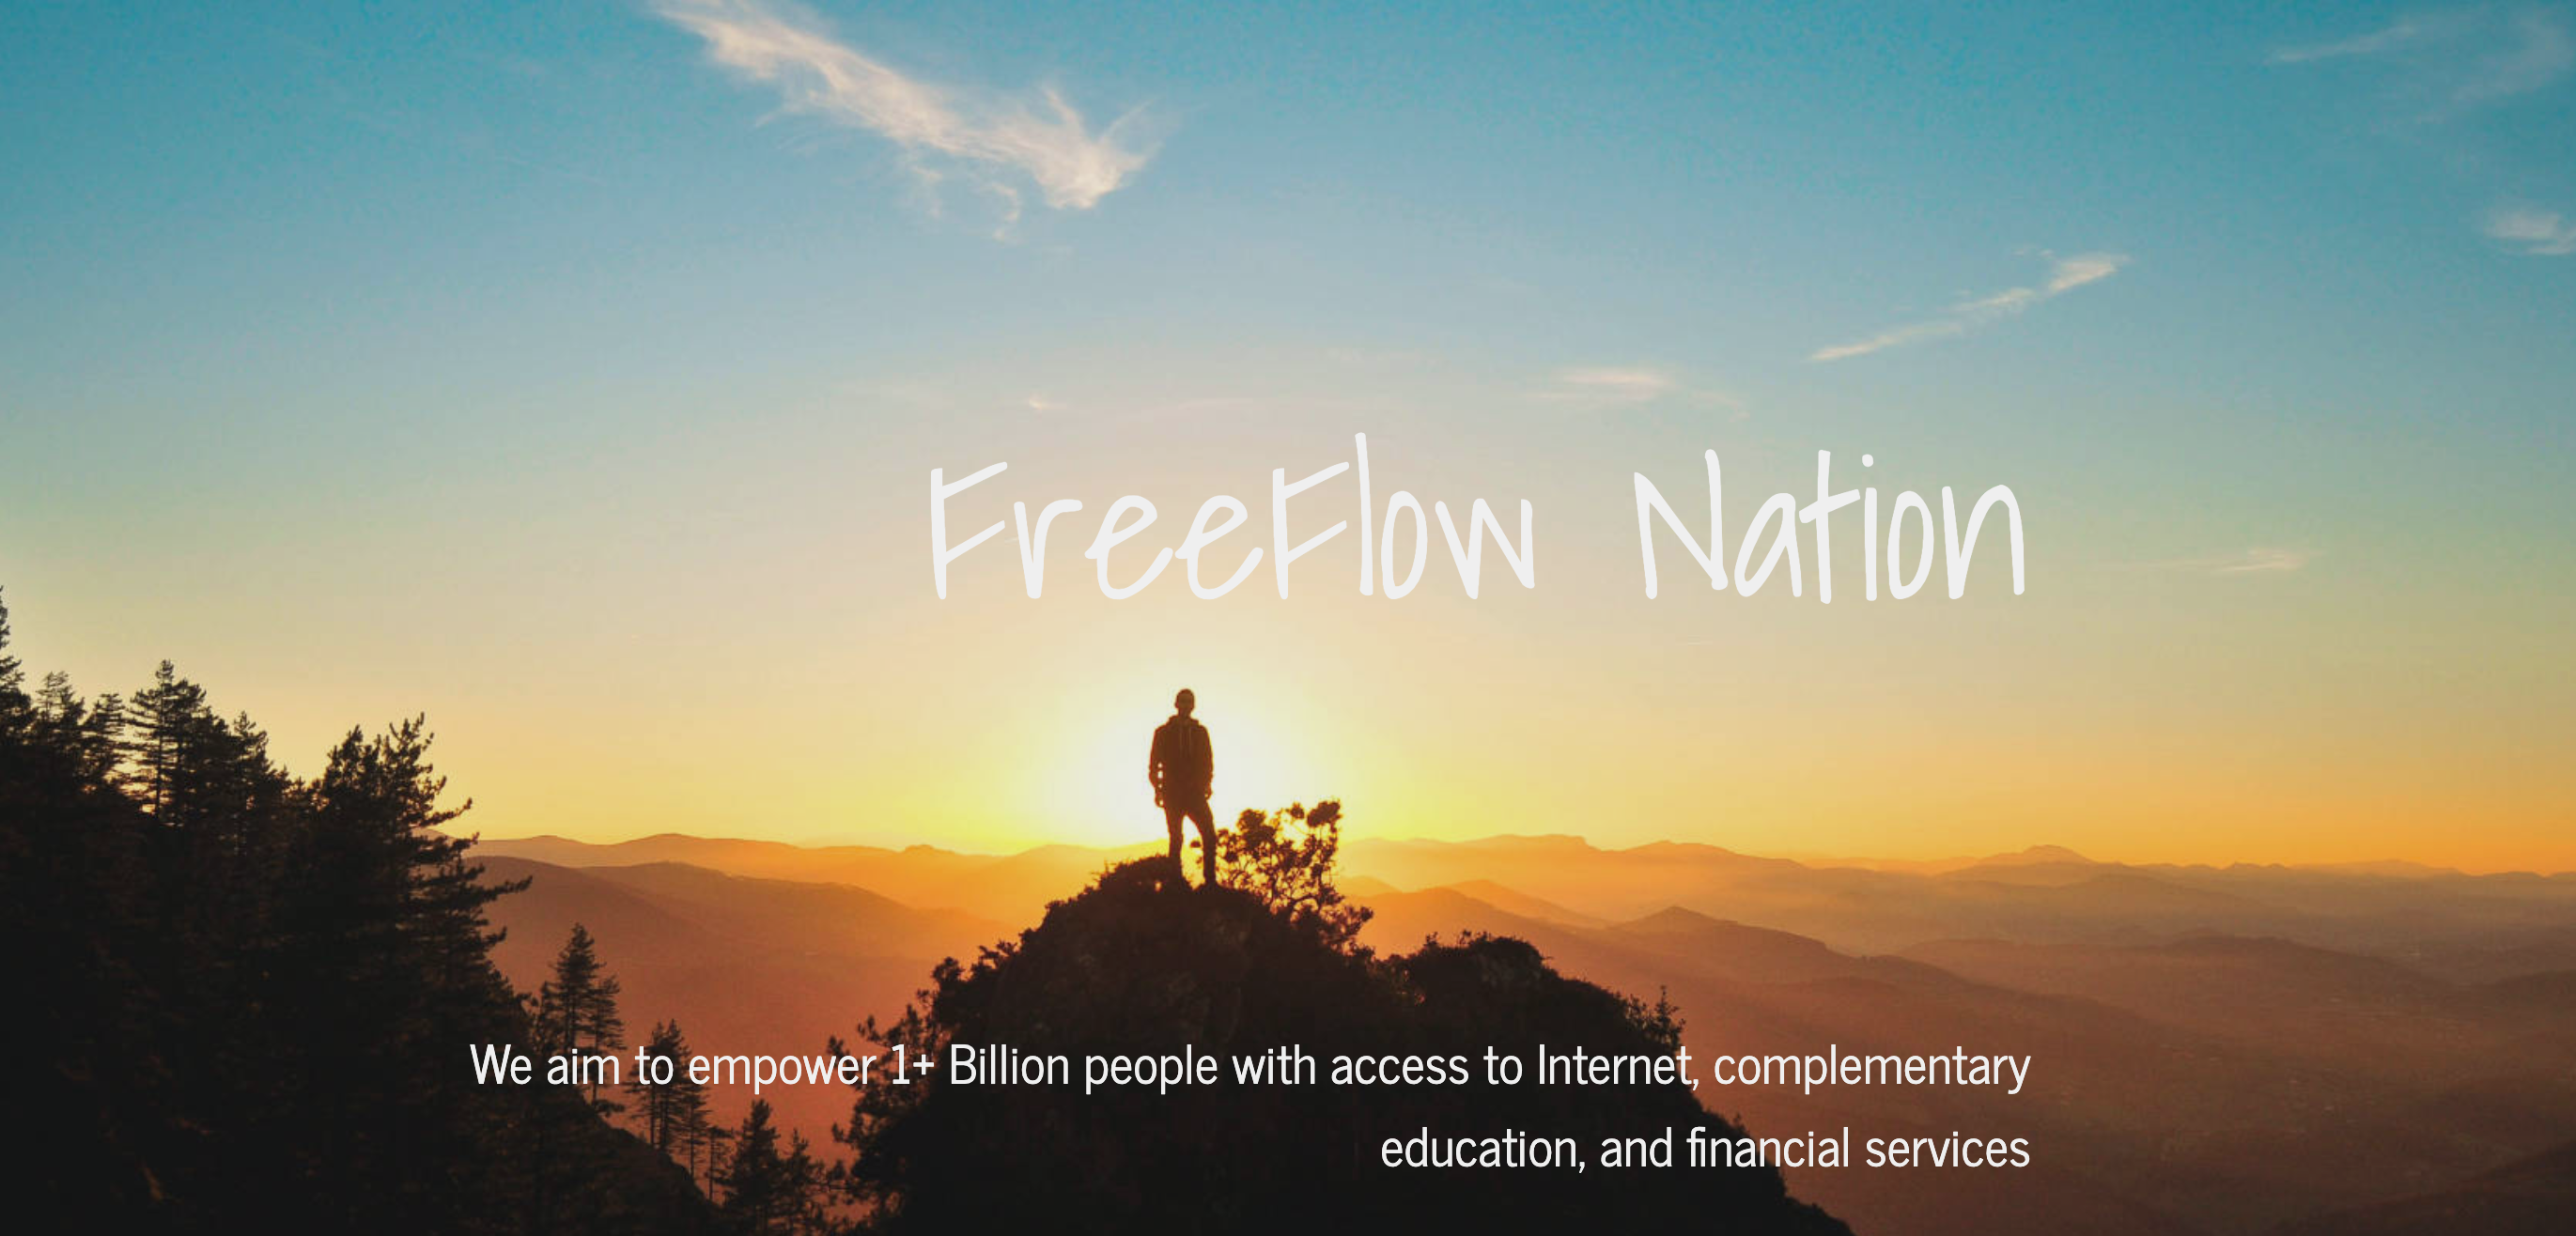 FreeFlow Nation
We aim to empower 1+ Billion people with access to Internet, complementary
education, and financial services